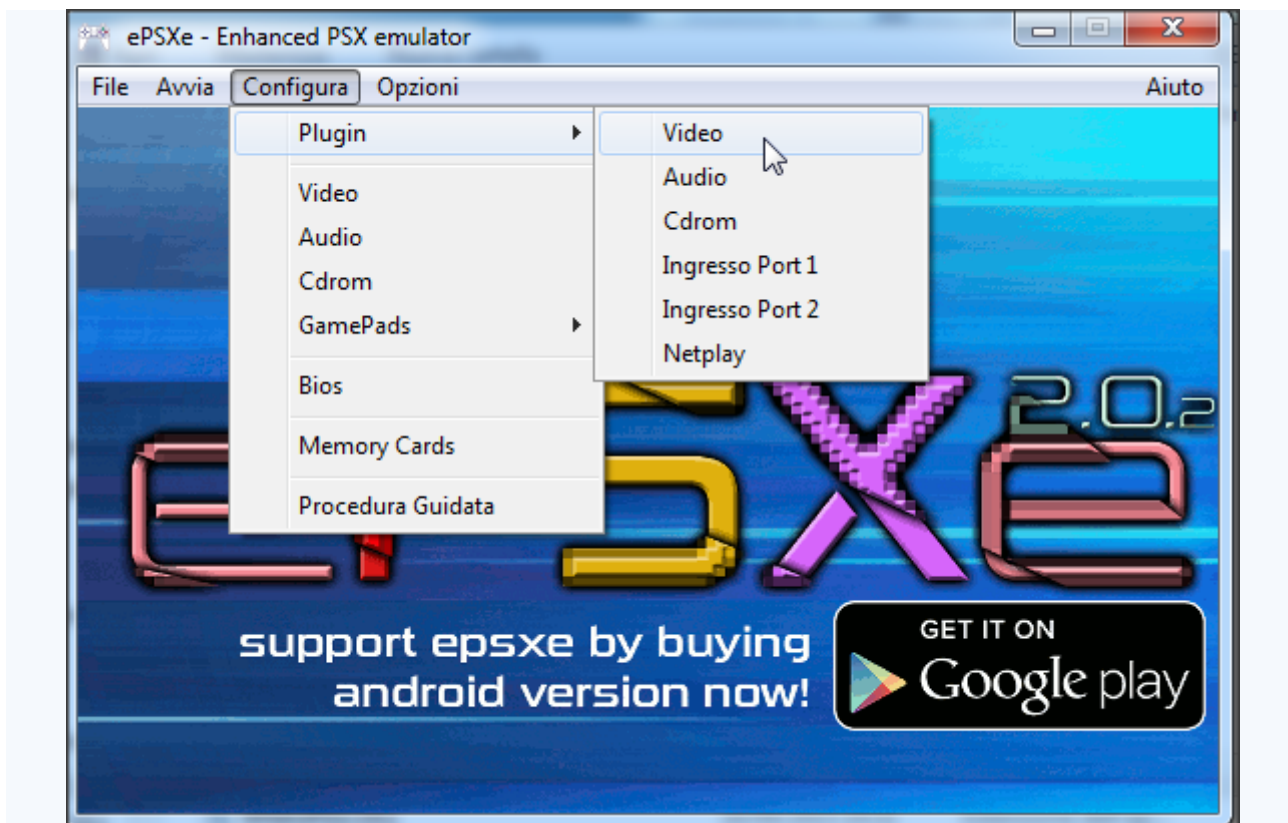 ePSXe - Enhanced PSX emulator
File Avvia Configura Opzioni Aiuto
Plugin
Video
Audio
Cdrom
GamePads
Bios
Memory Cards
Procedura Guidata
Video
Audio
Cdrom
Ingresso Port 1
Ingresso Port 2
Netplay
ePSXe 2.0.2
support epsxe by buying
android version now!
GET IT ON
Google play